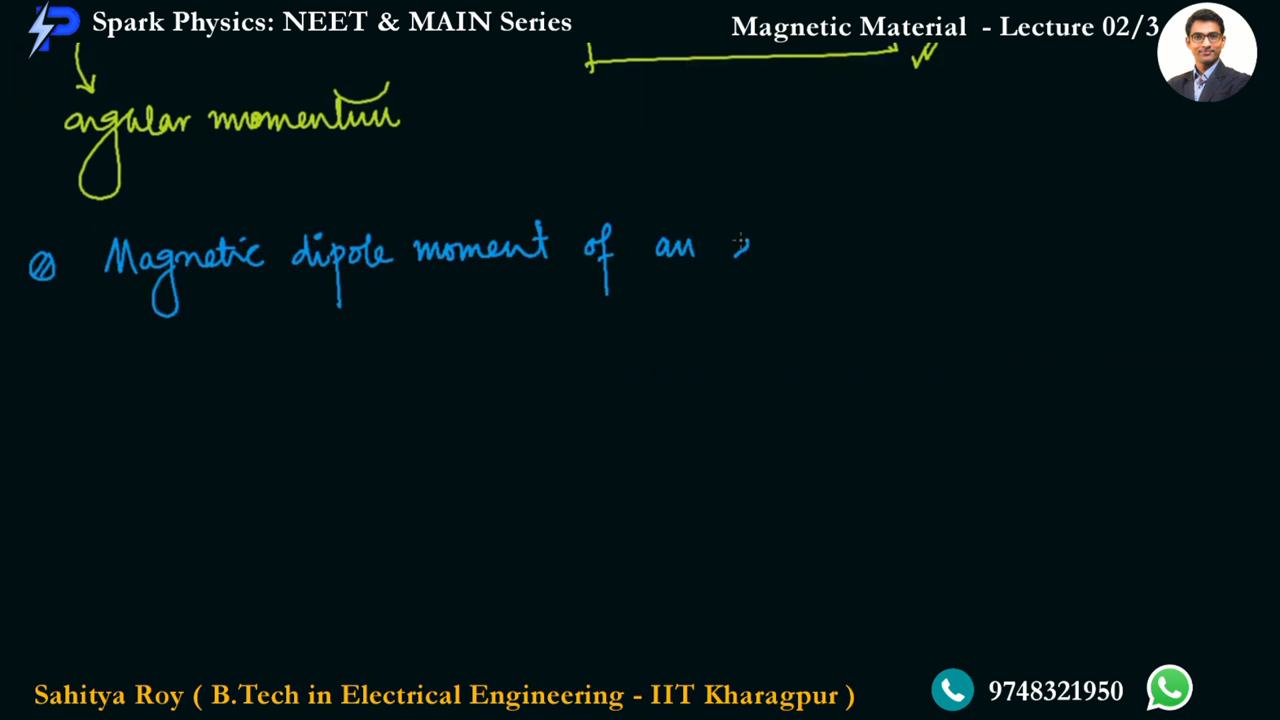 Spark Physics: NEET & MAIN Series
Magnetic Material - Lecture 02/3
angular momentum
Magnetic dipole moment of an
Sahitya Roy ( B.Tech in Electrical Engineering - IIT Kharagpur )
9748321950